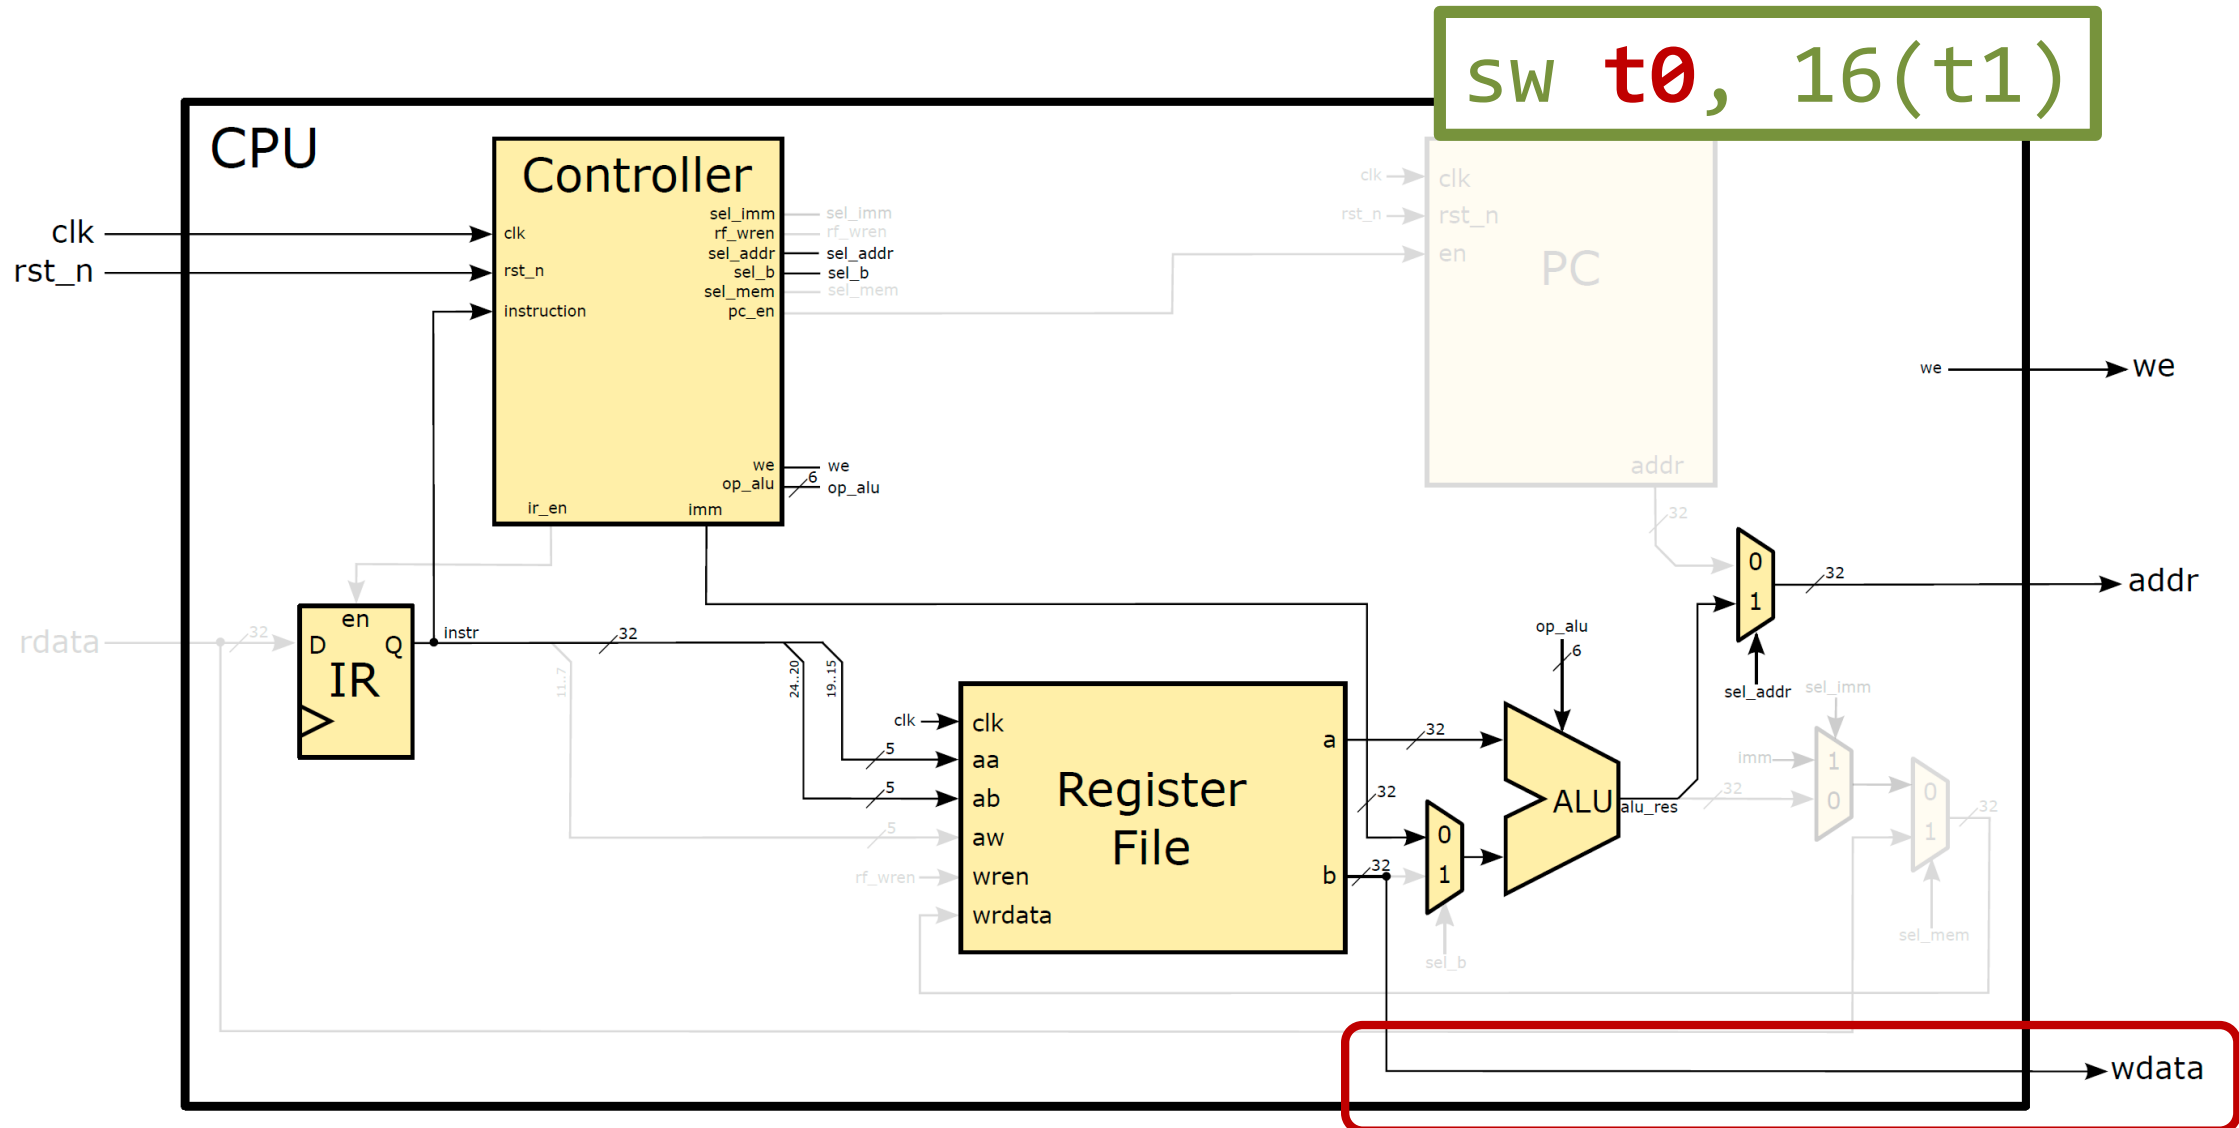 sw t0, 16(t1)
CPU
Controller
clk
rst_n
clk
rst_n
instruction
sel_imm
rf_wren
sel_addr
sel_b
sel_mem
pc_en
sel_imm
rf_wren
sel_addr
sel_b
sel_mem
we
op_alu
6
we
op_alu
ir_en
imm
clk
rst_n
clk
rst_n
en
PC
addr
32
we
we
0
1
32
addr
sel_addr
rdata
32
en
D
Q
IR
instr
32
11..7
24..20
19..15
clk
5
5
5
rf_wren
clk
aa
ab
aw
wren
wrdata
Register
File
a
b
32
32
32
0
1
sel_b
op_alu
6
ALU
alu_res
32
sel_imm
imm
1
0
0
1
32
sel_mem
wdata